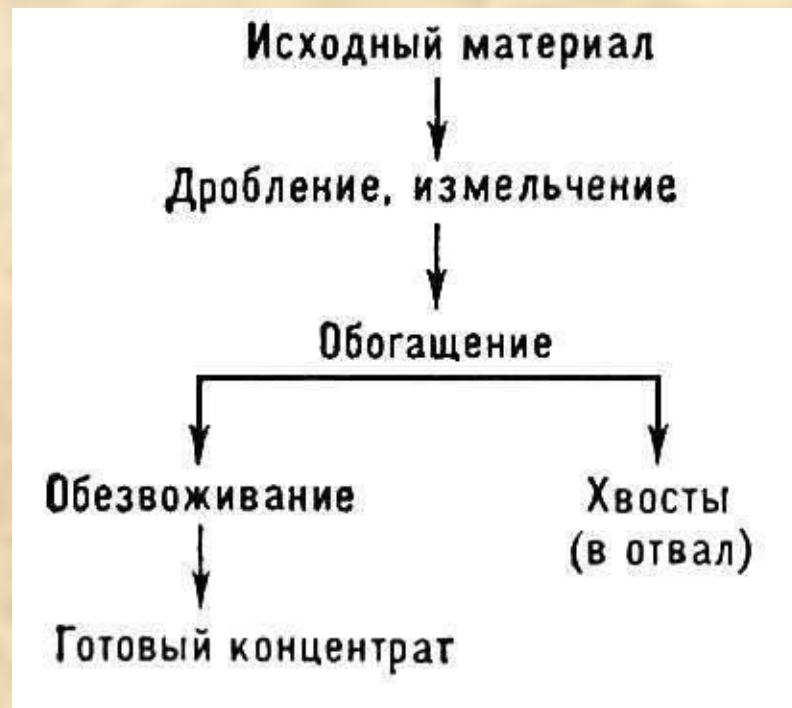 Исходный материал
Дробление, измельчение
Обогащение
Обезвоживание
Хвосты
(в отвал)
Готовый концентрат